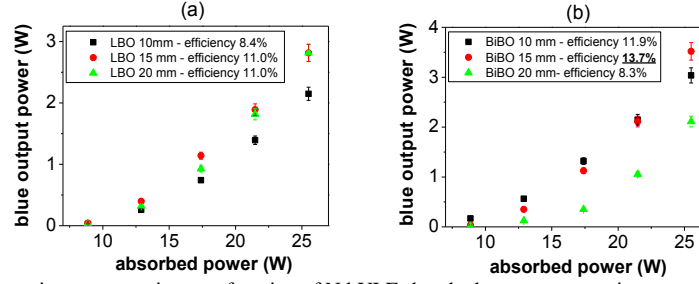 (a)
LBO 10mm - efficiency 8.4%
LBO 15 mm - efficiency 11.0%
LBO 20 mm - efficiency 11.0%
blue output power (W)
3
2
1
0
10 15 20 25
absorbed power (W)
(b)
BiBO 10 mm - efficiency 11.9%
BiBO 15 mm - efficiency 13.7%
BiBO 20 mm- efficiency 8.3%
blue output power (W)
4
3
2
1
0
10 15 20 25
absorbed power (W)